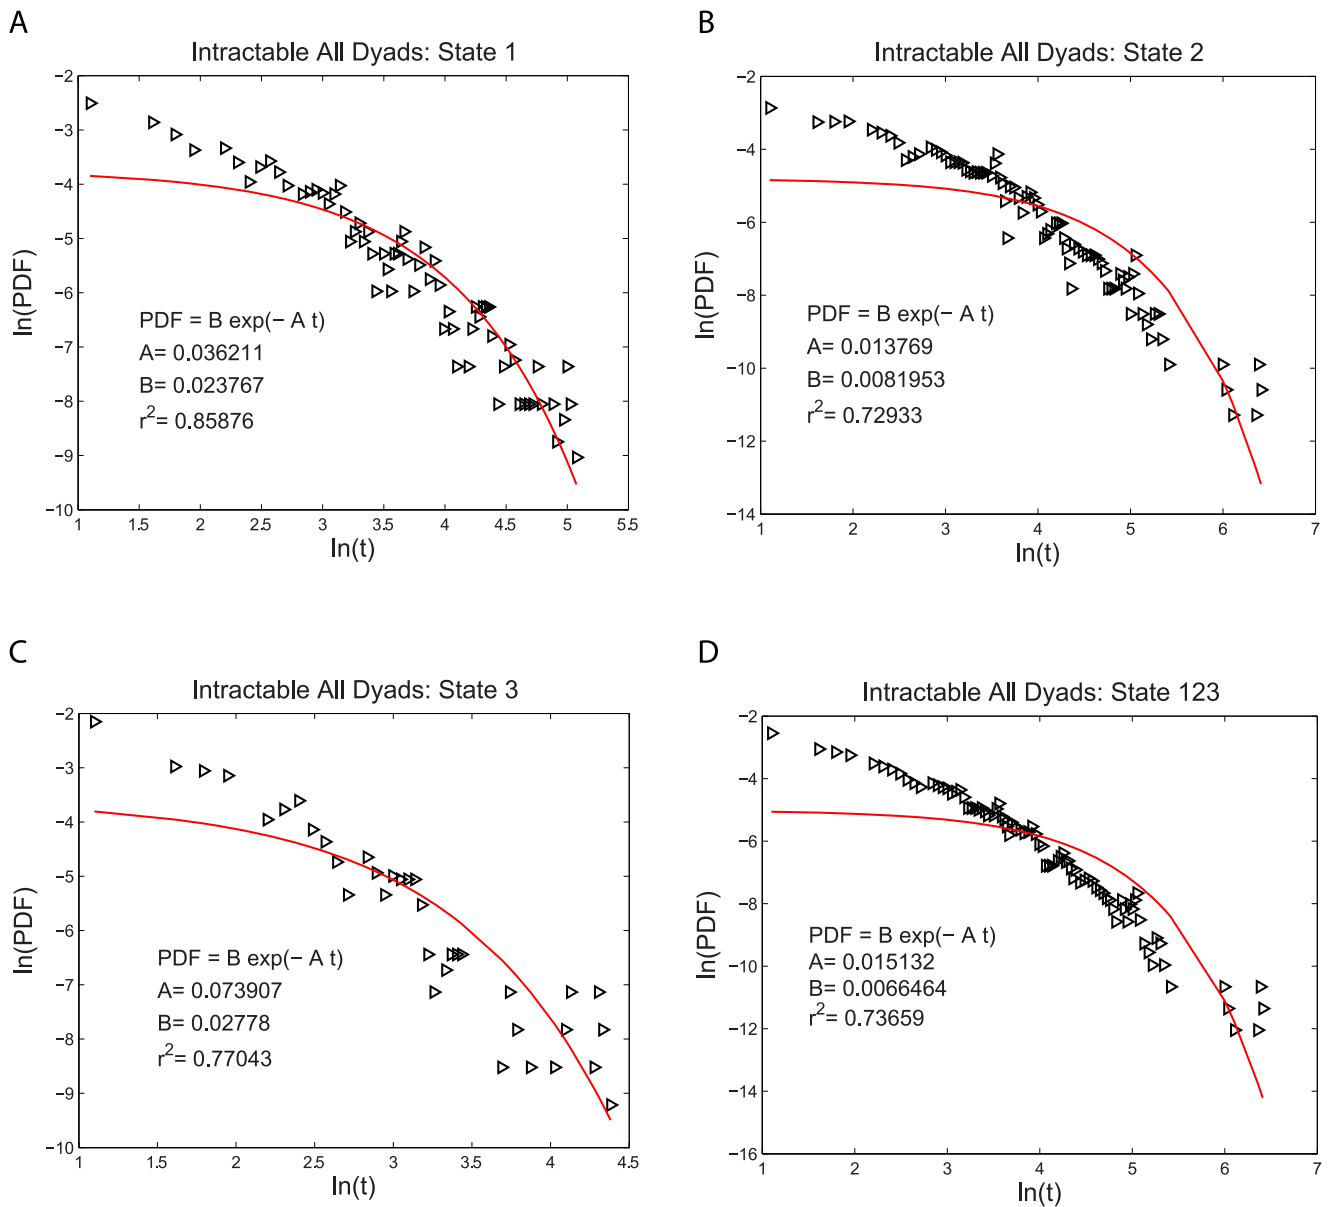 A
Intractable All Dyads: State 1
−2
−3
−4
−5
−6
−7
−8
−9
−10
ln(PDF)
PDF = B exp(− A t)
A= 0.036211
B= 0.023767
r2= 0.85876
1
1.5
2
2.5
3
3.5
4
4.5
5
5.5
ln(t)
B
Intractable All Dyads: State 2
−2
−4
−6
−8
−10
−12
−14
ln(PDF)
PDF = B exp(− A t)
A= 0.013769
B= 0.0081953
r2= 0.72933
1
2
3
4
5
6
7
ln(t)
C
Intractable All Dyads: State 3
−2
−3
−4
−5
−6
−7
−8
−9
−10
ln(PDF)
PDF = B exp(− A t)
A= 0.073907
B= 0.02778
r2= 0.77043
1
1.5
2
2.5
3
3.5
4
4.5
ln(t)
D
Intractable All Dyads: State 123
−2
−4
−6
−8
−10
−12
−14
−16
ln(PDF)
PDF = B exp(− A t)
A= 0.015132
B= 0.0066464
r2= 0.73659
1
2
3
4
5
6
7
ln(t)